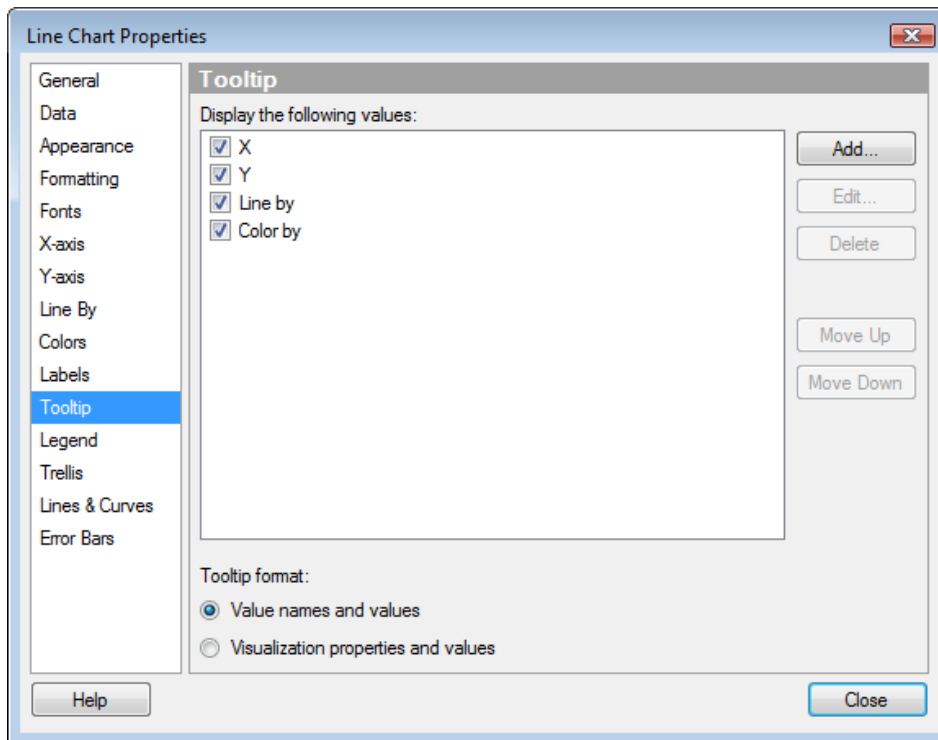 Line Chart Properties
General
Data
Appearance
Formatting
Fonts
X-axis
Y-axis
Line By
Colors
Labels
Tooltip
Legend
Trellis
Lines & Curves
Error Bars
Tooltip
Display the following values:
X
Y
Line by
Color by
Add...
Edit...
Delete
Move Up
Move Down
Tooltip format:
Value names and values
Visualization properties and values
Help
Close